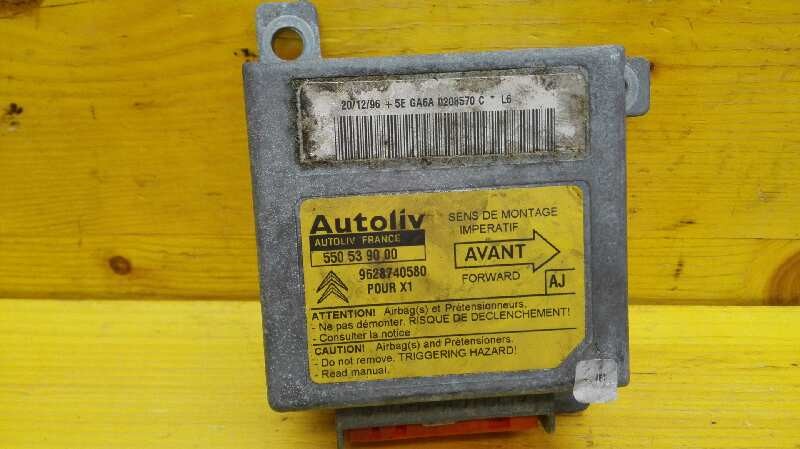 20/12/96 + 5E GA6A 0208570 C * L6
Autoliv
AUTOLIV FRANCE
550 53 90 00
9628740580
POUR X1
SENS DE MONTAGE
IMPERATIF
AVANT
FORWARD
AJ
ATTENTION! Airbag(s) et Prétensionneurs.
- Ne pas démonter. RISQUE DE DECLENCHEMENT!
- Consulter la notice
CAUTION! Airbag(s) and Prétensioners.
- Do not remove. TRIGGERING HAZARD!
- Read manual.